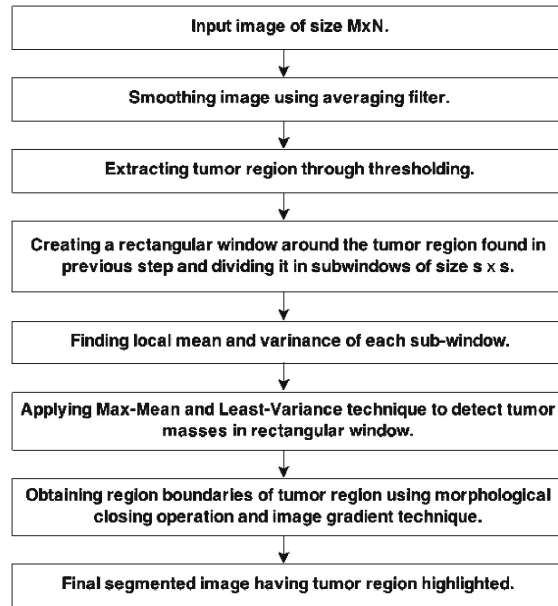 Input image of size MxN.
Smoothing image using averaging filter.
Extracting tumor region through thresholding.
Creating a rectangular window around the tumor region found in
previous step and dividing it in subwindows of size s x s.
Finding local mean and varinance of each sub-window.
Applying Max-Mean and Least-Variance technique to detect tumor
masses in rectangular window.
Obtaining region boundaries of tumor region using morphological
closing operation and image gradient technique.
Final segmented image having tumor region highlighted.